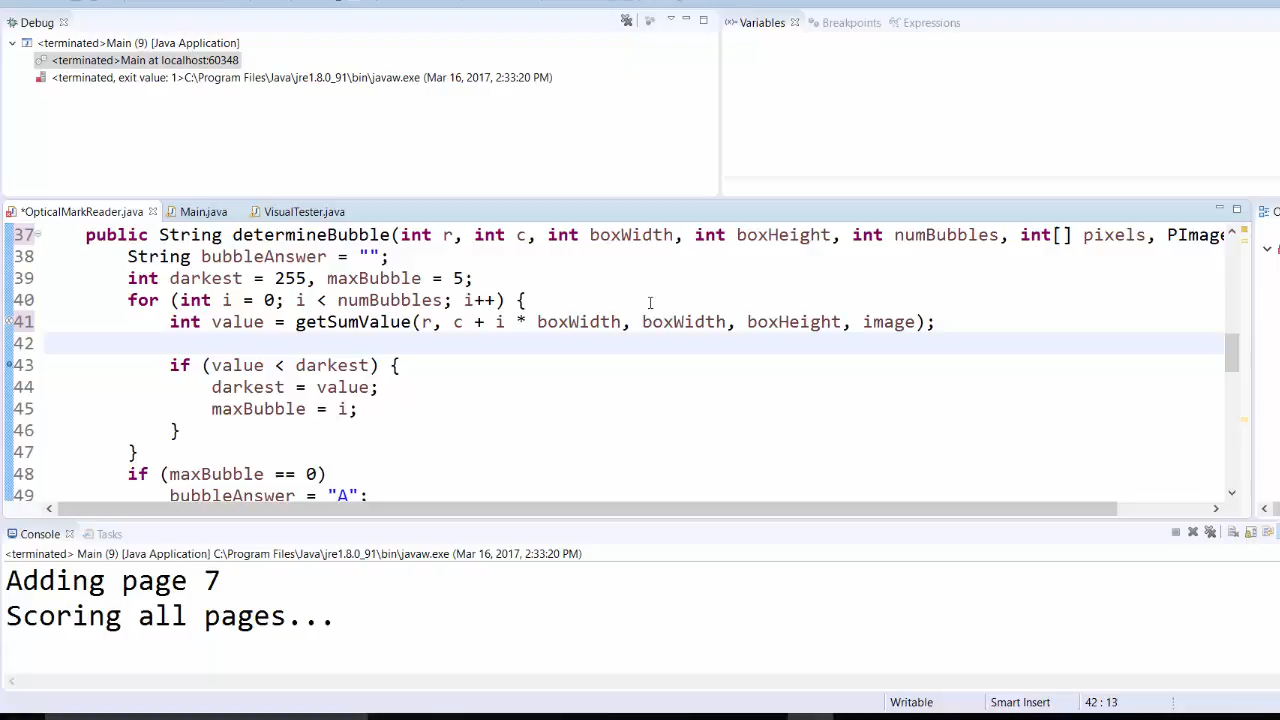 Debug
Variables Breakpoints Expressions
<terminated>Main (9) [Java Application]
<terminated>Main at localhost:60348
<terminated, exit value: 1>C:\Program Files\Java\jre1.8.0_91\bin\javaw.exe (Mar 16, 2017, 2:33:20 PM)
*OpticalMarkReader.java Main.java VisualTester.java
37 public String determineBubble(int r, int c, int boxWidth, int boxHeight, int numBubbles, int[] pixels, PImage
38 String bubbleAnswer = "";
39 int darkest = 255, maxBubble = 5;
40 for (int i = 0; i < numBubbles; i++) {
41 int value = getSumValue(r, c + i * boxWidth, boxWidth, boxHeight, image);
42
43 if (value < darkest) {
44 darkest = value;
45 maxBubble = i;
46 }
47 }
48 if (maxBubble == 0)
49 bubbleAnswer = "A";
Console Tasks
<terminated> Main (9) [Java Application] C:\Program Files\Java\jre1.8.0_91\bin\javaw.exe (Mar 16, 2017, 2:33:20 PM)
Adding page 7
Scoring all pages...
Writable Smart Insert 42 : 13